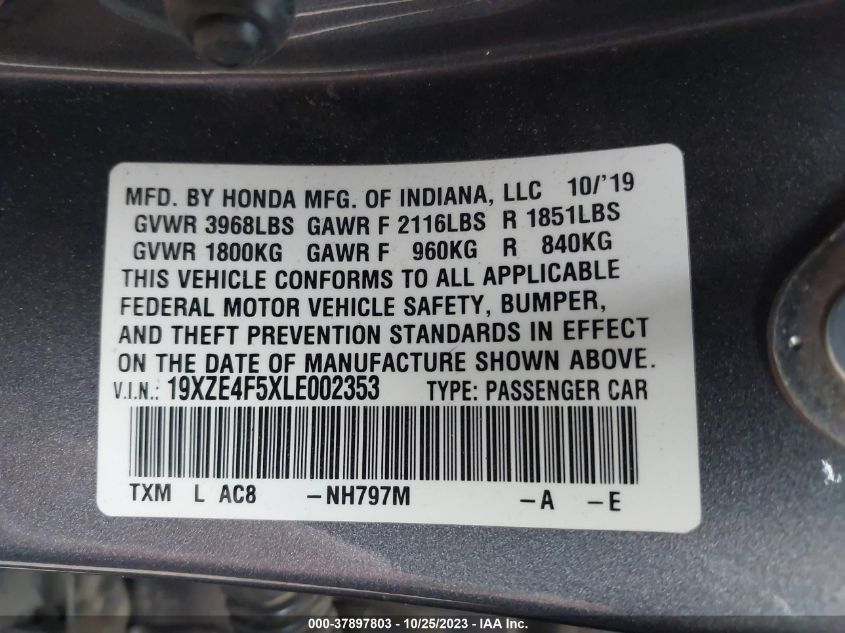 MFD. BY HONDA MFG. OF INDIANA, LLC 10/'19
GVWR 3968LBS GAWR F 2116LBS R 1851LBS
GVWR 1800KG GAWR F 960KG R 840KG
THIS VEHICLE CONFORMS TO ALL APPLICABLE
FEDERAL MOTOR VEHICLE SAFETY, BUMPER,
AND THEFT PREVENTION STANDARDS IN EFFECT
ON THE DATE OF MANUFACTURE SHOWN ABOVE.
V.I.N.: 19XZE4F5XLE002353 TYPE: PASSENGER CAR
TXM L AC8 -NH797M -A -E
000-37897803 - 10/25/2023 - IAA Inc.